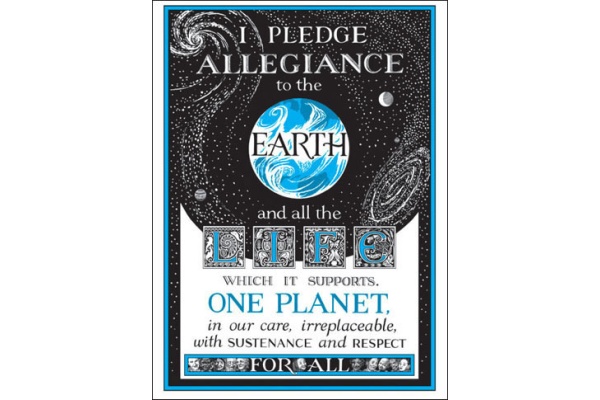 I PLEDGE
ALLEGIANCE
to the
EARTH
and all the
LIFE
WHICH IT SUPPORTS.
ONE PLANET,
in our care, irreplaceable,
with SUSTENANCE and RESPECT
FOR ALL